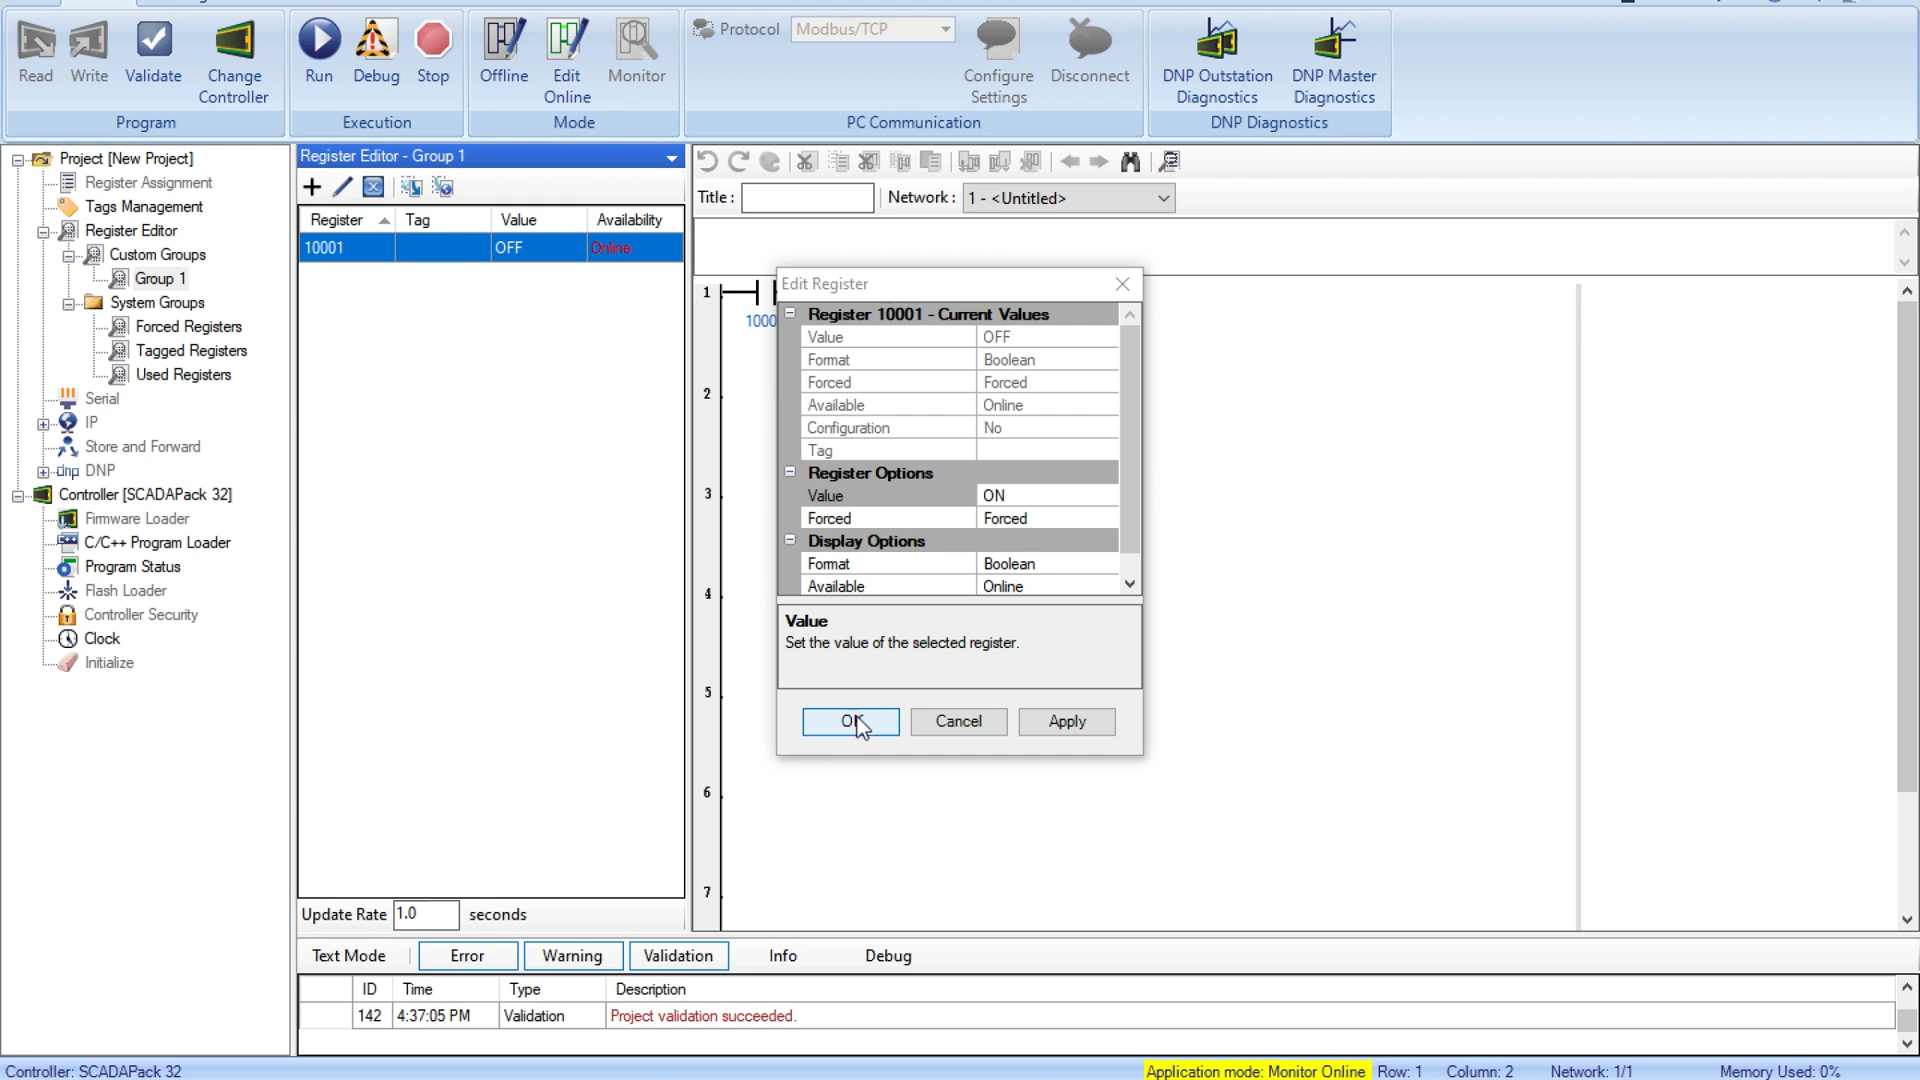 Read
Write
Validate
Change
Controller
Program
Run
Debug
Stop
Execution
Offline
Edit
Online
Monitor
Mode
Protocol
Modbus/TCP
Configure
Settings
Disconnect
PC Communication
DNP Outstation
Diagnostics
DNP Master
Diagnostics
DNP Diagnostics
Project [New Project]
Register Assignment
Tags Management
Register Editor
Custom Groups
Group 1
System Groups
Forced Registers
Tagged Registers
Used Registers
Serial
IP
Store and Forward
dnp DNP
Controller [SCADAPack 32]
Firmware Loader
C/C++ Program Loader
Program Status
Flash Loader
Controller Security
Clock
Initialize
Register Editor - Group 1
Register Tag Value Availability
10001 OFF Online
Update Rate 1.0 seconds
Title :
Network : 1 - <Untitled>
1
1000
2
3
4
5
6
7
Edit Register
Register 10001 - Current Values
Value OFF
Format Boolean
Forced Forced
Available Online
Configuration No
Tag
Register Options
Value ON
Forced Forced
Display Options
Format Boolean
Available Online
Value
Set the value of the selected register.
OK Cancel Apply
Text Mode Error Warning Validation Info Debug
ID Time Type Description
142 4:37:05 PM Validation Project validation succeeded.
Controller: SCADAPack 32
Application mode: Monitor Online Row: 1 Column: 2 Network: 1/1 Memory Used: 0%